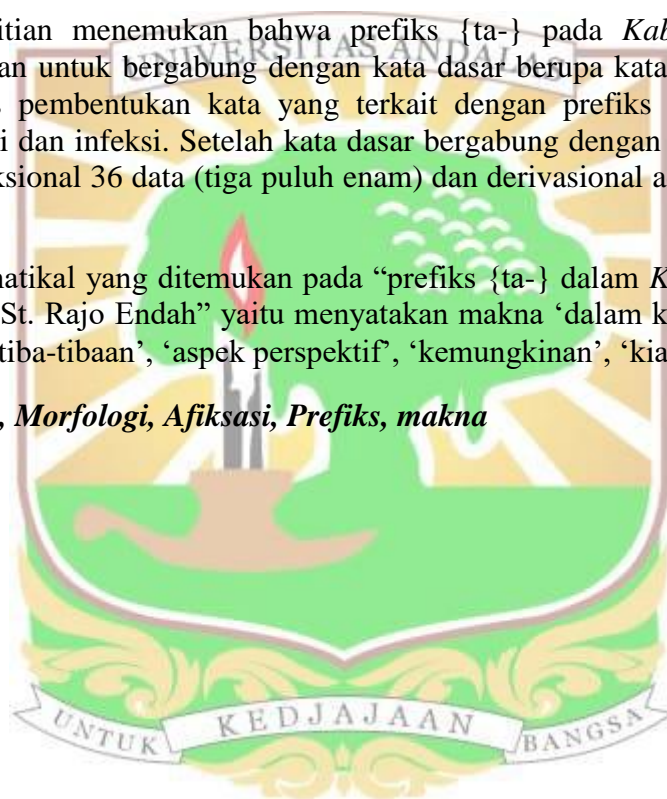 itian menemukan bahwa prefiks {ta-} pada Kab
UNIVERSITAS ANDALAS
an untuk bergabung dengan kata dasar berupa kata
s pembentukan kata yang terkait dengan prefiks
i dan infeksi. Setelah kata dasar bergabung dengan
ksional 36 data (tiga puluh enam) dan derivasional a
natikal yang ditemukan pada “prefiks {ta-} dalam K
St. Rajo Endah” yaitu menyatakan makna ‘dalam k
tiba-tibaan’, ‘aspek perspektif’, ‘kemungkinan’, ‘kia
, Morfologi, Afiksasi, Prefiks, makna
UNTUK KEDJAJAAN BANGSA